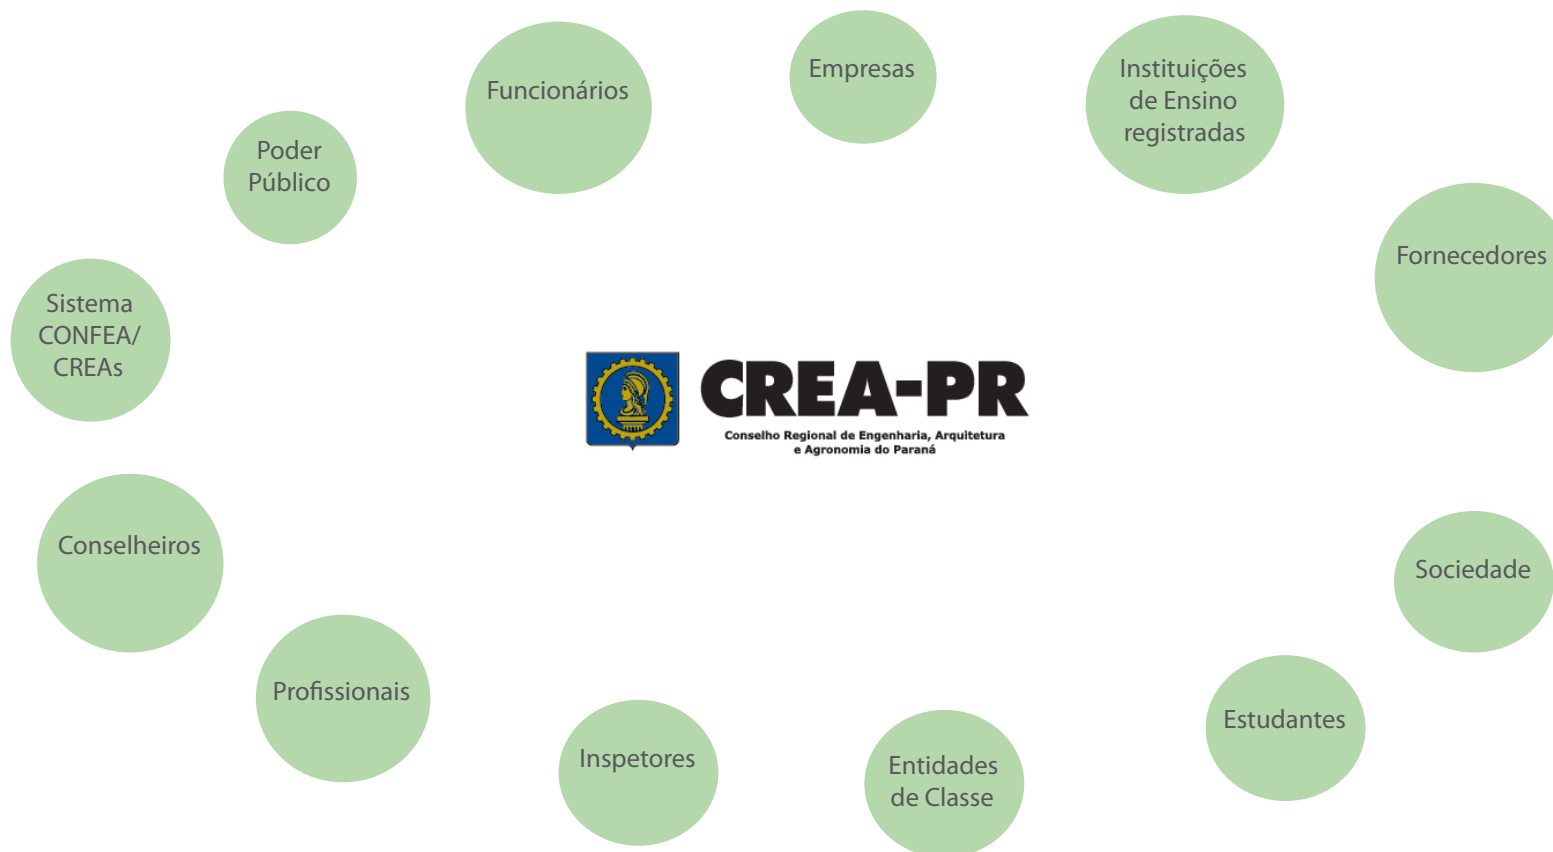 Funcionários
Empresas
Instituições
de Ensino
registradas
Poder
Público
Fornecedores
Sistema
CONFEA/
CREAs
CREA-PR
Conselho Regional de Engenharia, Arquitetura
e Agronomia do Paraná
Conselheiros
Sociedade
Profissionais
Estudantes
Inspetores
Entidades
de Classe